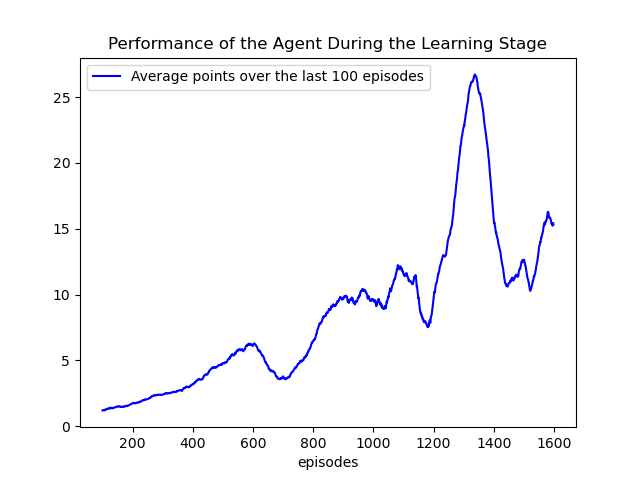 Performance of the Agent During the Learning Stage
Average points over the last 100 episodes
25
20
15
10
5
0
200 400 600 800 1000 1200 1400 1600
episodes